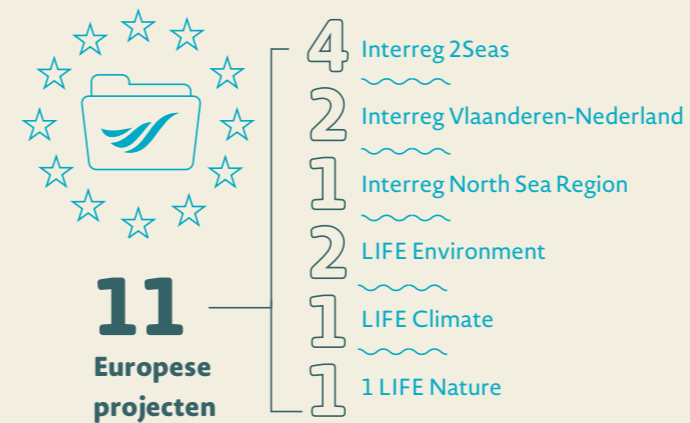 4 Interreg 2Seas
2 Interreg Vlaanderen-Nederland
1 Interreg North Sea Region
2 LIFE Environment
1 LIFE Climate
1 1 LIFE Nature
11
Europese
projecten